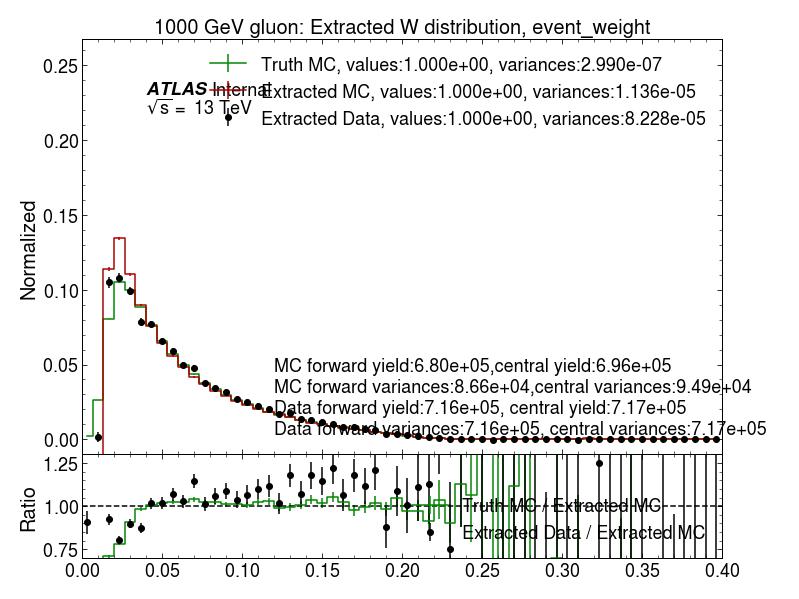 1000 GeV gluon: Extracted W distribution, event_weight
Truth MC, values:1.000e+00, variances:2.990e-07
ATLAS Internal
Extracted MC, values:1.000e+00, variances:1.136e-05
√s = 13 TeV
Extracted Data, values:1.000e+00, variances:8.228e-05
Normalized
0.25
0.20
0.15
0.10
0.05
0.00
MC forward yield:6.80e+05,central yield:6.96e+05
MC forward variances:8.66e+04,central variances:9.49e+04
Data forward yield:7.16e+05, central yield:7.17e+05
Data forward variances:7.16e+05, central variances:7.17e+05
Ratio
1.25
1.00
0.75
Truth MC / Extracted MC
Extracted Data / Extracted MC
0.00 0.05 0.10 0.15 0.20 0.25 0.30 0.35 0.40